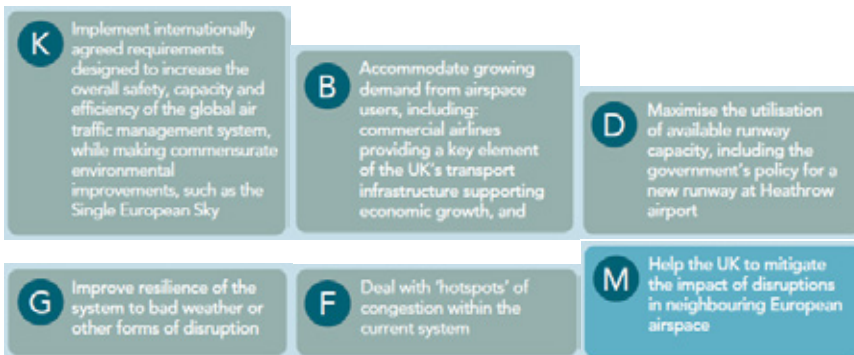 K
Implement internationally
agreed requirements
designed to increase the
overall safety, capacity and
efficiency of the global air
traffic management system,
while making commensurate
environmental
improvements, such as the
Single European Sky
B
Accommodate growing
demand from airspace
users, including:
commercial airlines
providing a key element
of the UK's transport
infrastructure supporting
economic growth, and
D
Maximise the utilisation
of available runway
capacity, including the
government's policy for a
new runway at Heathrow
airport
G
Improve resilience of the
system to bad weather or
other forms of disruption
F
Deal with 'hotspots' of
congestion within the
current system
M
Help the UK to mitigate
the impact of disruptions
in neighbouring European
airspace